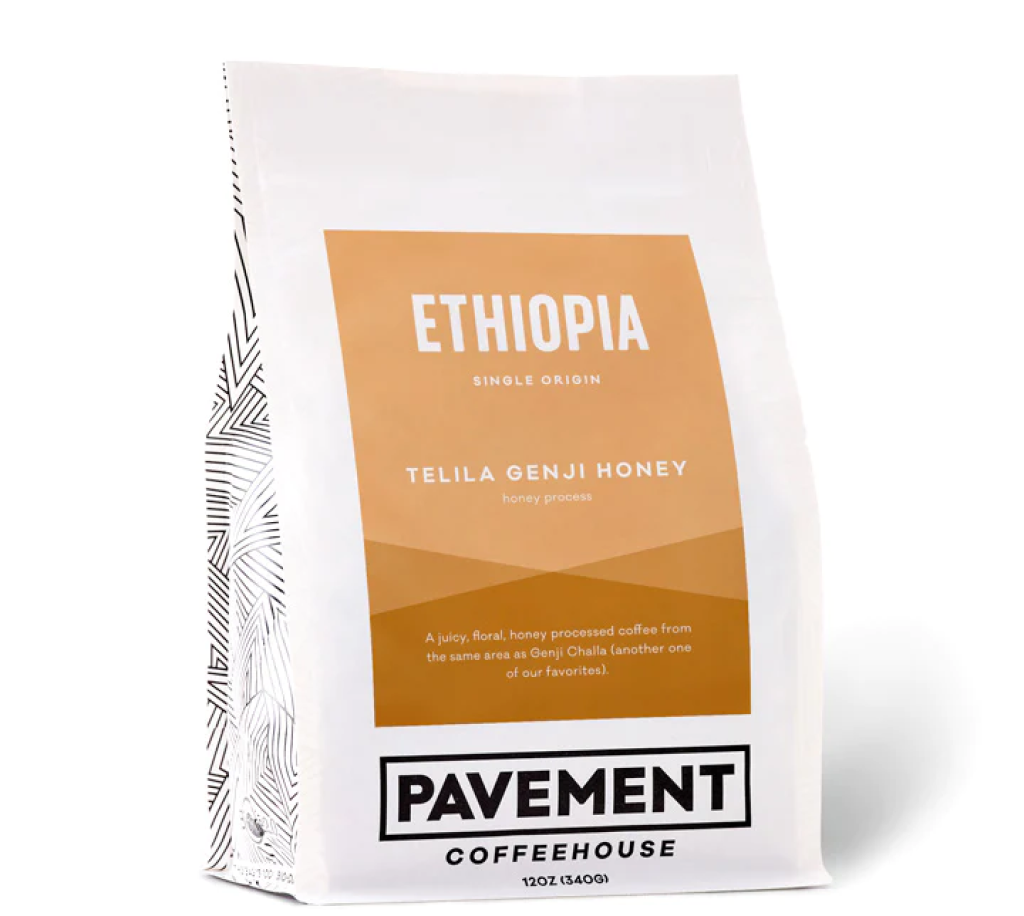 ETHIOPIA
SINGLE ORIGIN
TELILA GENJI HONEY
honey process
A juicy, floral, honey processed coffee from
the same area as Genji Challa (another one
of our favorites).
PAVEMENT
COFFEEHOUSE
12OZ (340G)